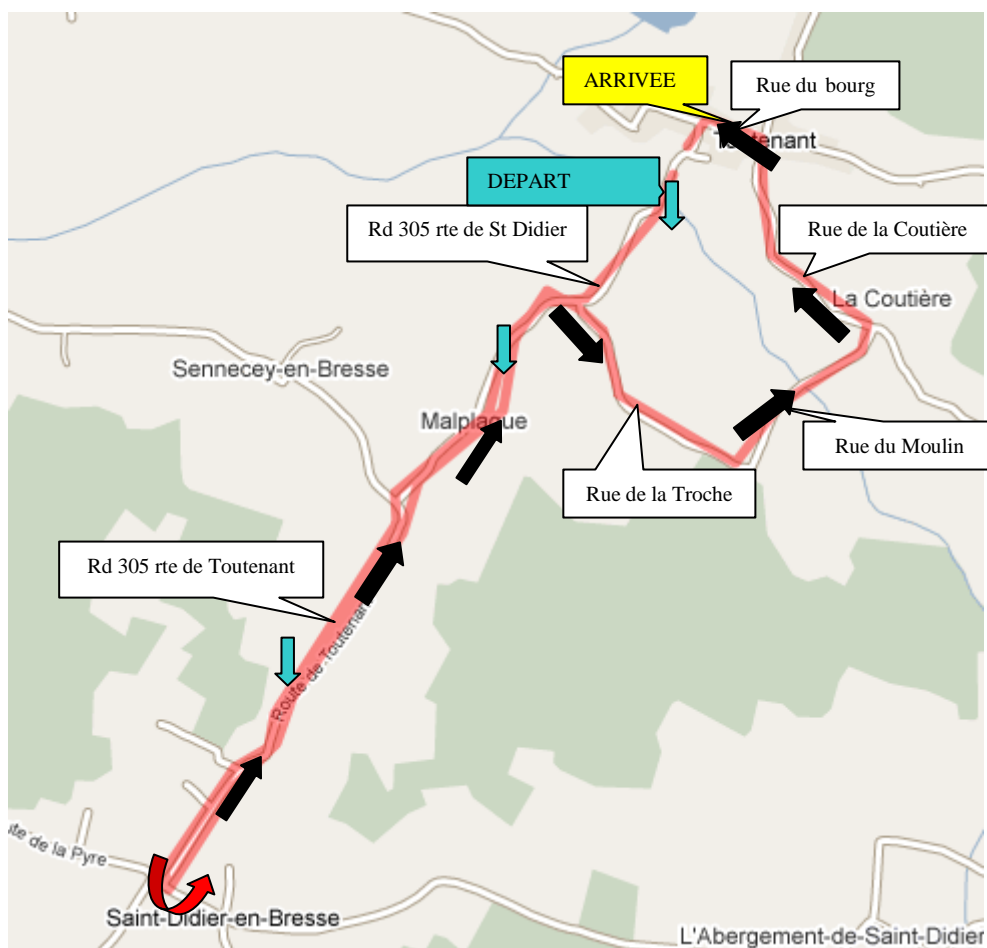 ARRIVEE
Rue du bourg
Toutenant
DEPART
Rd 305 rte de St Didier
Rue de la Coutière
La Coutière
Sennecey-en-Bresse
Malplaque
Rue du Moulin
Rue de la Troche
Rd 305 rte de Toutenant
Route de Toutenant
te de la Pyre
Saint-Didier-en-Bresse
L'Abergement-de-Saint-Didier